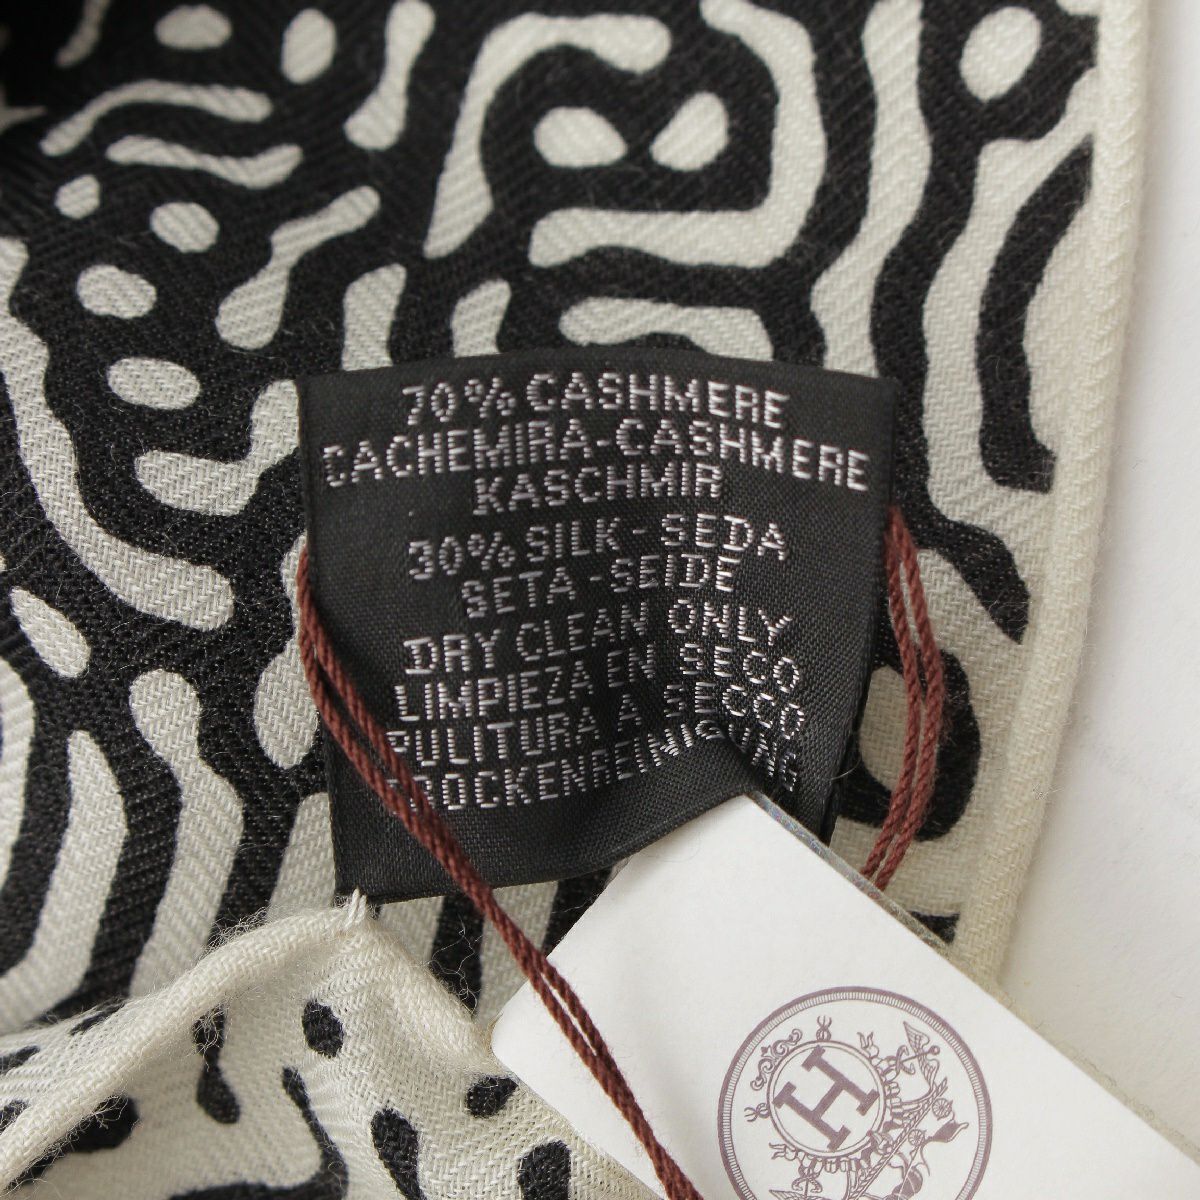 70% CASHMERE
CACHEMIRA-CASHMERE
KASCHMIR
30% SILK - SEDA
SETA - SEIDE
DRY CLEAN ONLY
LIMPIEZA EN SECO
PULITURA A SECCO
TROCKENREINIGUNG
H